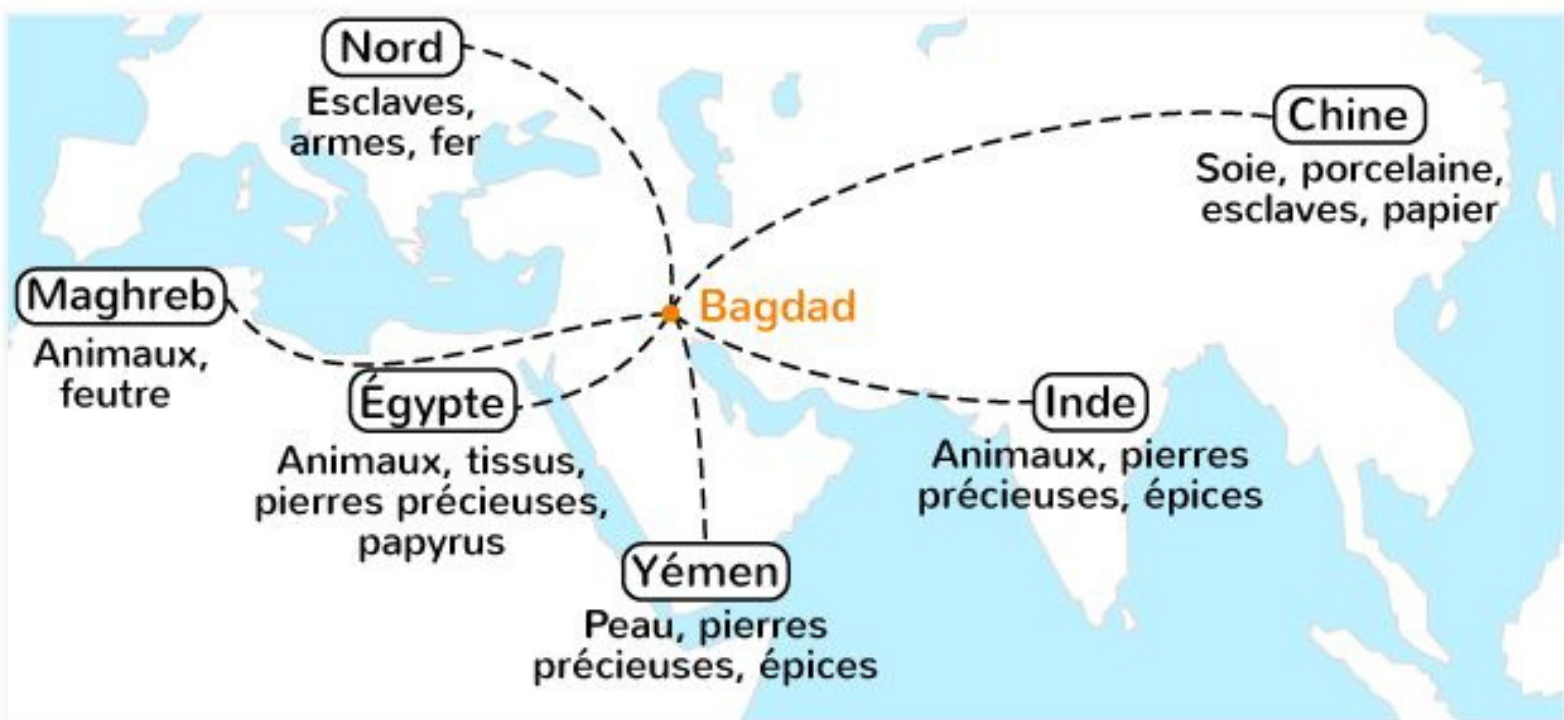 Nord
Esclaves,
armes, fer
Chine
Soie, porcelaine,
esclaves, papier
Maghreb
Animaux,
feutre
Bagdad
Égypte
Animaux, tissus,
pierres précieuses,
papyrus
Inde
Animaux, pierres
précieuses, épices
Yémen
Peau, pierres
précieuses, épices